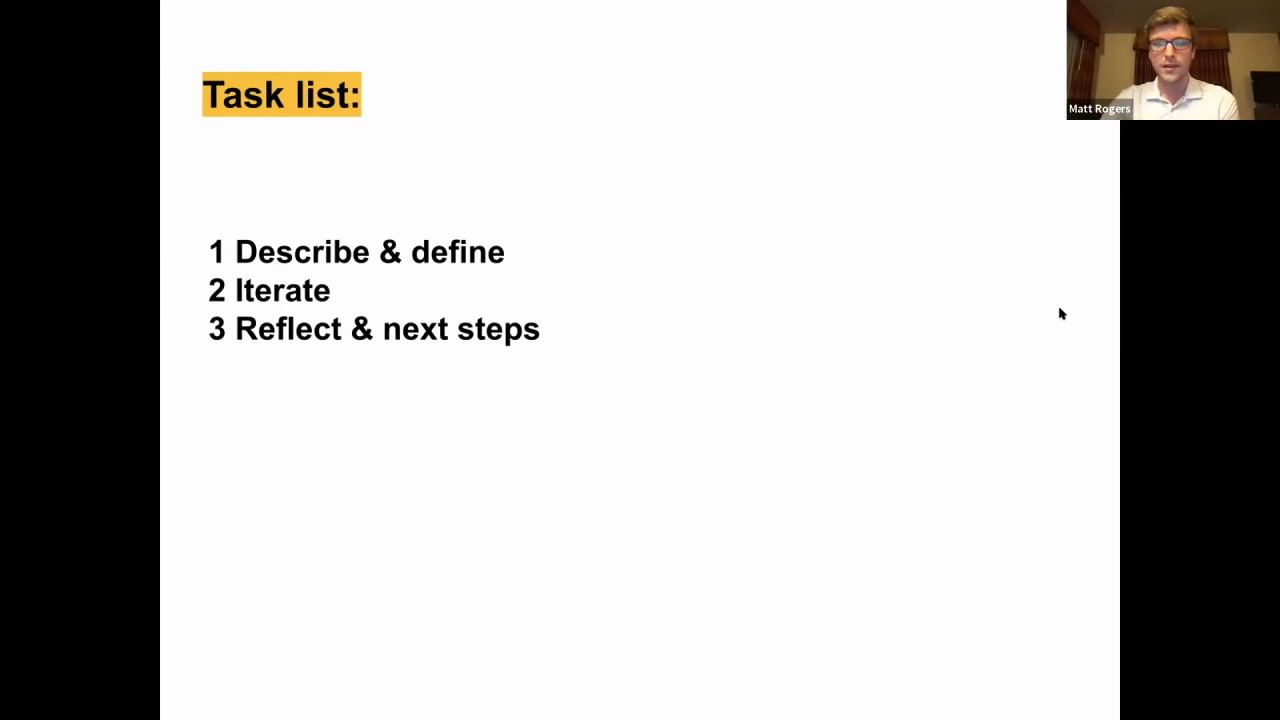 Task list:
1 Describe & define
2 Iterate
3 Reflect & next steps
Matt Rogers